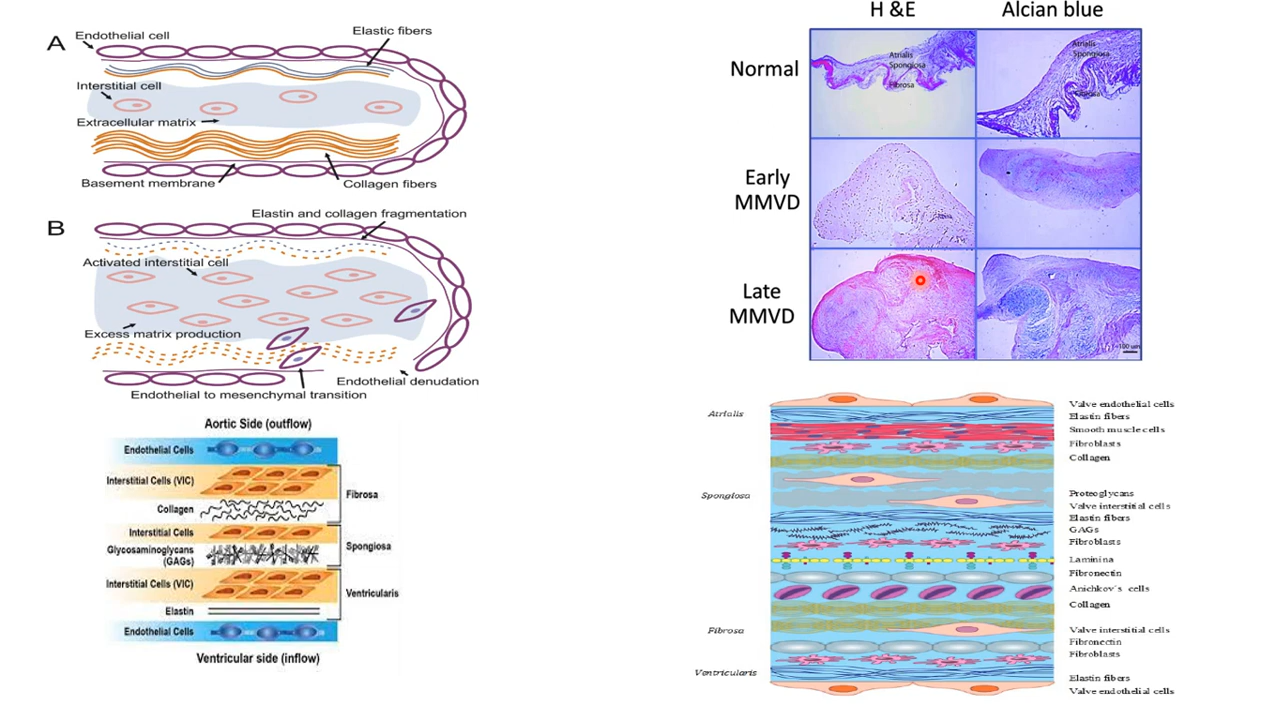 A
Endothelial cell
Elastic fibers
Interstitial cell
Extracellular matrix
Basement membrane
Collagen fibers
B
Elastin and collagen fragmentation
Activated interstitial cell
Excess matrix production
Endothelial denudation
Endothelial to mesenchymal transition
Aortic Side (outflow)
Endothelial Cells
Interstitial Cells (VIC)
Fibrosa
Collagen
Interstitial Cells
Spongiosa
Glycosaminoglycans
(GAGs)
Interstitial Cells (VIC)
Ventricularis
Elastin
Endothelial Cells
Ventricular side (inflow)
H &E
Alcian blue
Normal
Atrialis
Spongiosa
Fibrosa
Atrialis
Spongiosa
Early
MMVD
Late
MMVD
100 um
Atrialis
Valve endothelial cells
Elastin fibers
Smooth muscle cells
Fibroblasts
Collagen
Spongiosa
Proteoglycans
Valve interstitial cells
Elastin fibers
GAGs
Fibroblasts
Laminina
Fibronectin
Anichkov's cells
Collagen
Fibrosa
Valve interstitial cells
Fibronectin
Fibroblasts
Ventricularis
Elastin fibers
Valve endothelial cells